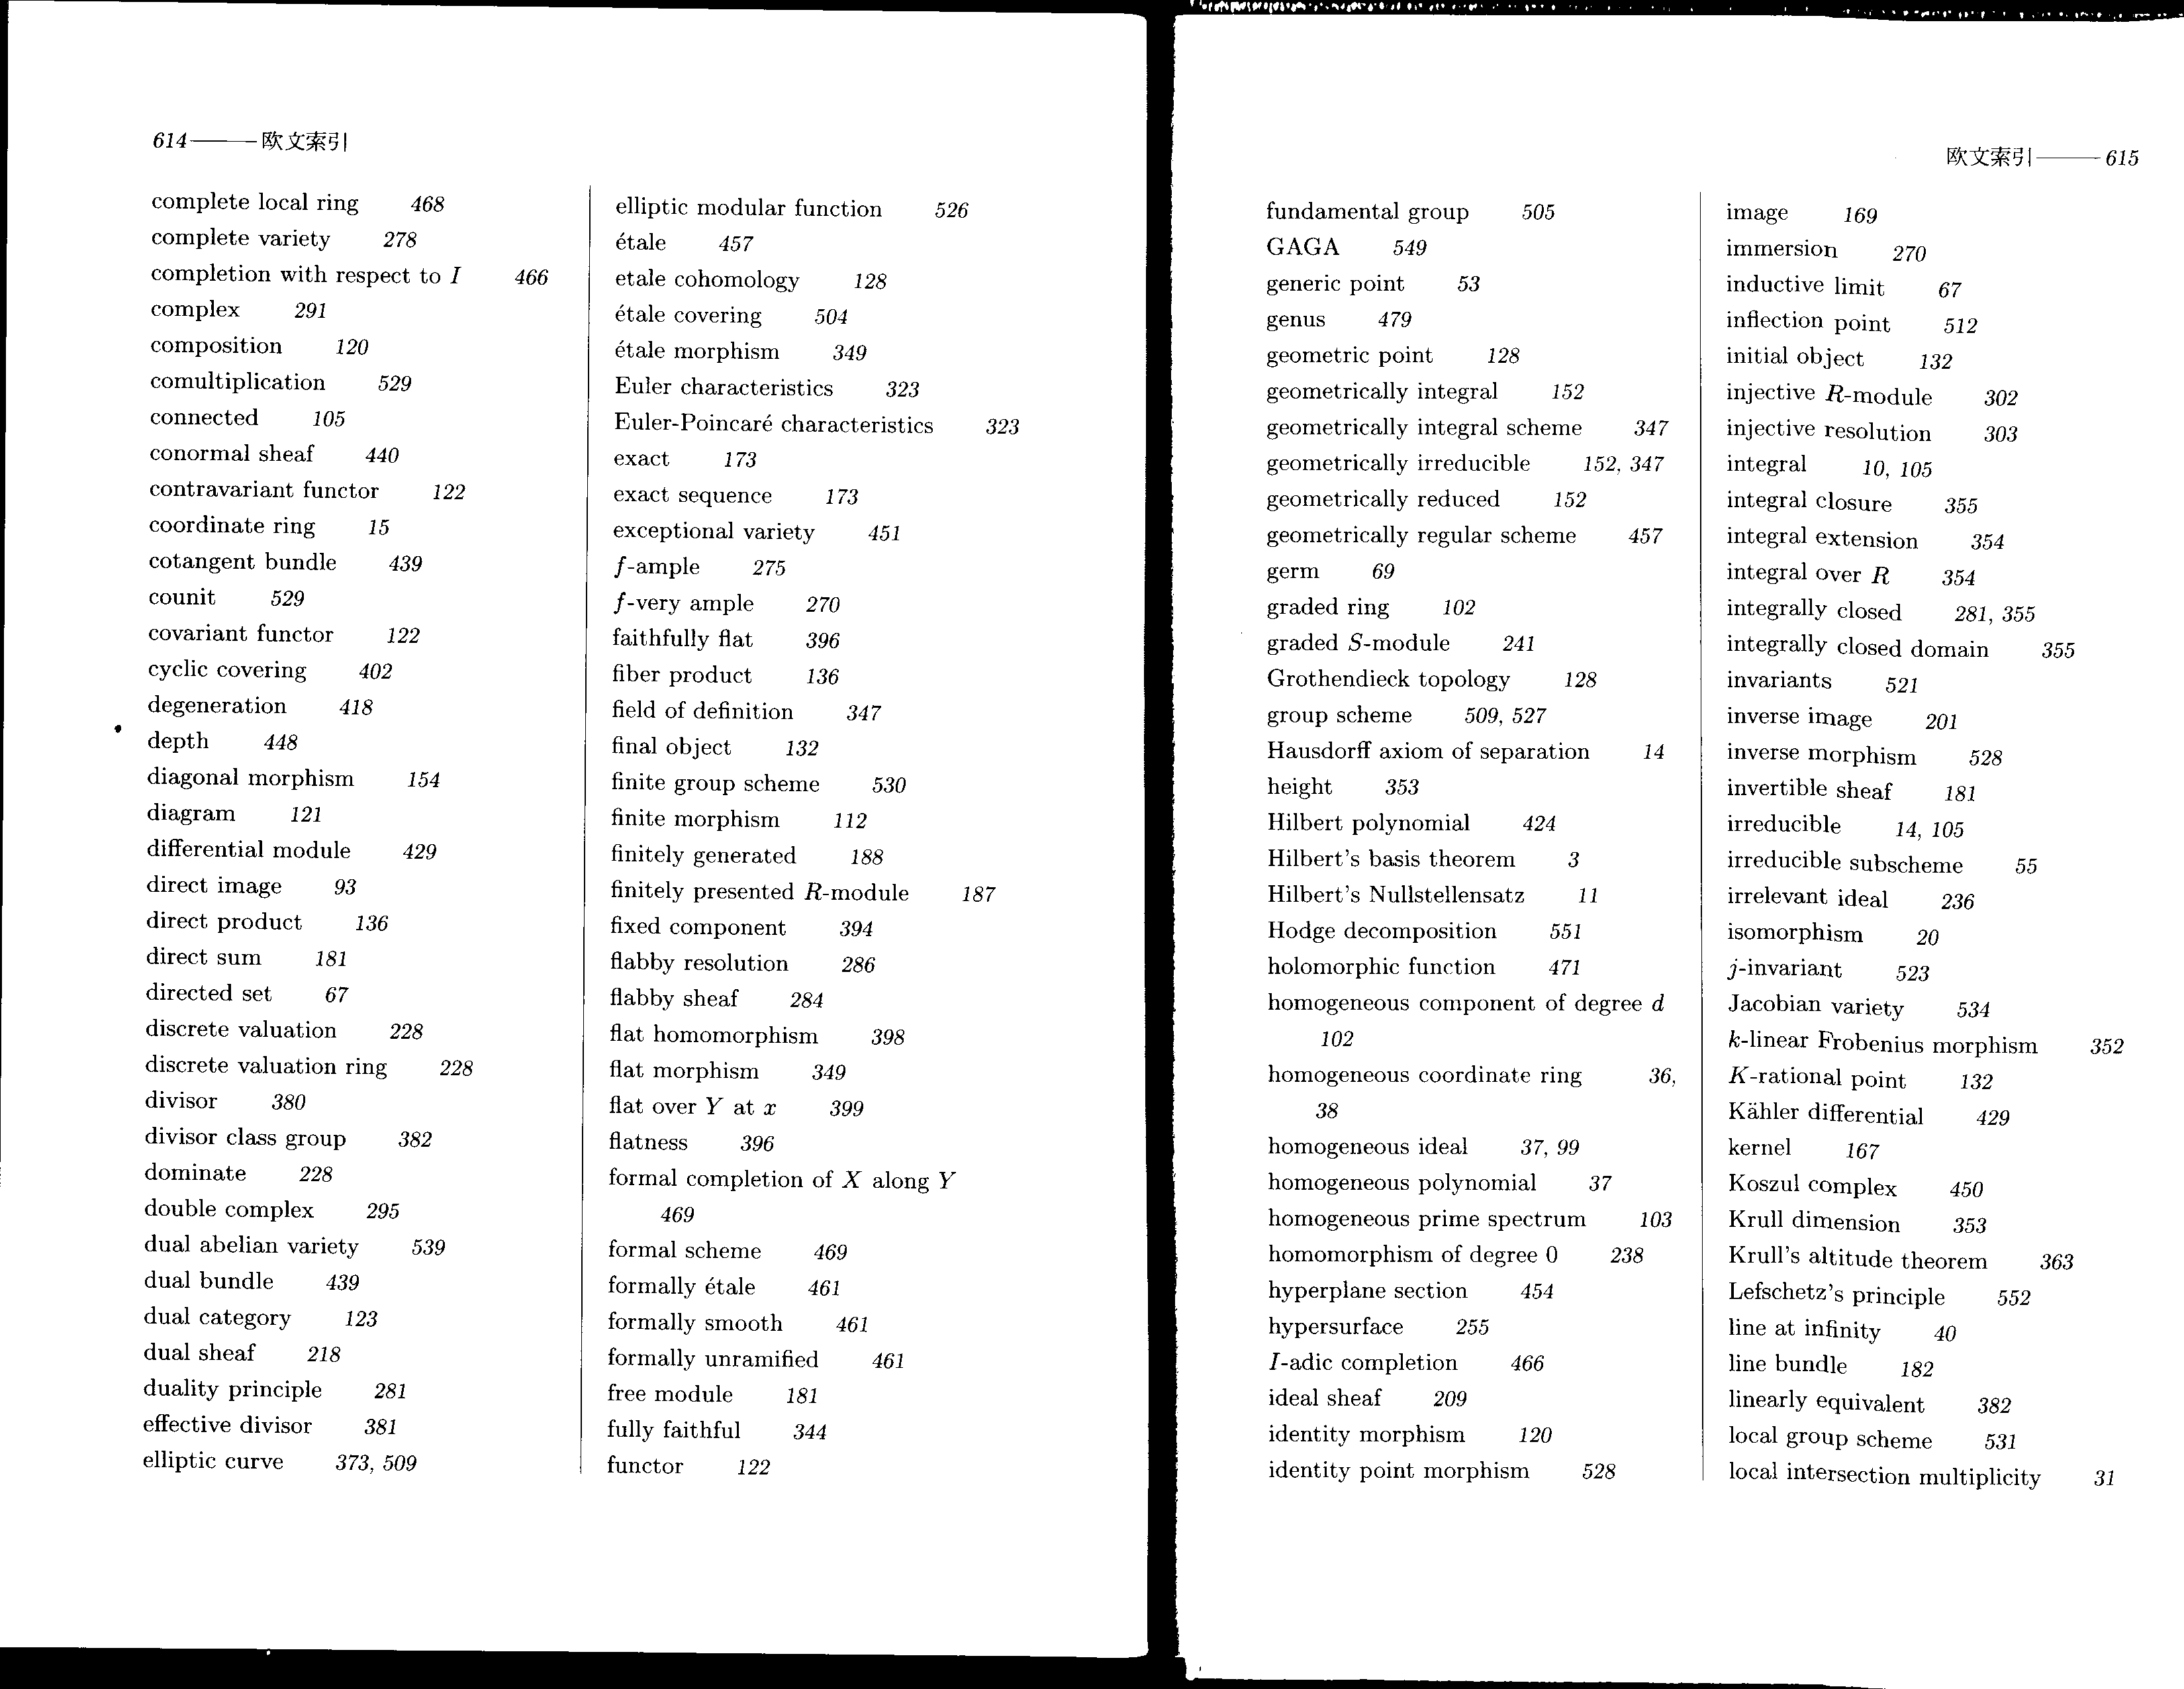 614——欧文索引
complete local ring 468
complete variety 278
completion with respect to I 466
complex 291
composition 120
comultiplication 529
connected 105
conormal sheaf 440
contravariant functor 122
coordinate ring 15
cotangent bundle 439
counit 529
covariant functor 122
cyclic covering 402
degeneration 418
depth 448
diagonal morphism 154
diagram 121
differential module 429
direct image 93
direct product 136
direct sum 181
directed set 67
discrete valuation 228
discrete valuation ring 228
divisor 380
divisor class group 382
dominate 228
double complex 295
dual abelian variety 539
dual bundle 439
dual category 123
dual sheaf 218
duality principle 281
effective divisor 381
elliptic curve 373, 509
elliptic modular function 526
étale 457
etale cohomology 128
étale covering 504
étale morphism 349
Euler characteristics 323
Euler-Poincaré characteristics 323
exact 173
exact sequence 173
exceptional variety 451
f-ample 275
f-very ample 270
faithfully flat 396
fiber product 136
field of definition 347
final object 132
finite group scheme 530
finite morphism 112
finitely generated 188
finitely presented R-module 187
fixed component 394
flabby resolution 286
flabby sheaf 284
flat homomorphism 398
flat morphism 349
flat over Y at x 399
flatness 396
formal completion of X along Y
469
formal scheme 469
formally étale 461
formally smooth 461
formally unramified 461
free module 181
fully faithful 344
functor 122
欧文索引——615
fundamental group 505
GAGA 549
generic point 53
genus 479
geometric point 128
geometrically integral 152
geometrically integral scheme 347
geometrically irreducible 152, 347
geometrically reduced 152
geometrically regular scheme 457
germ 69
graded ring 102
graded S-module 241
Grothendieck topology 128
group scheme 509, 527
Hausdorff axiom of separation 14
height 353
Hilbert polynomial 424
Hilbert's basis theorem 3
Hilbert's Nullstellensatz 11
Hodge decomposition 551
holomorphic function 471
homogeneous component of degree d
102
homogeneous coordinate ring 36,
38
homogeneous ideal 37, 99
homogeneous polynomial 37
homogeneous prime spectrum 103
homomorphism of degree 0 238
hyperplane section 454
hypersurface 255
I-adic completion 466
ideal sheaf 209
identity morphism 120
identity point morphism 528
image 169
immersion 270
inductive limit 67
inflection point 512
initial object 132
injective R-module 302
injective resolution 303
integral 10, 105
integral closure 355
integral extension 354
integral over R 354
integrally closed 281, 355
integrally closed domain 355
invariants 521
inverse image 201
inverse morphism 528
invertible sheaf 181
irreducible 14, 105
irreducible subscheme 55
irrelevant ideal 236
isomorphism 20
j-invariant 523
Jacobian variety 534
k-linear Frobenius morphism 352
K-rational point 132
Kähler differential 429
kernel 167
Koszul complex 450
Krull dimension 353
Krull's altitude theorem 363
Lefschetz's principle 552
line at infinity 40
line bundle 182
linearly equivalent 382
local group scheme 531
local intersection multiplicity 31